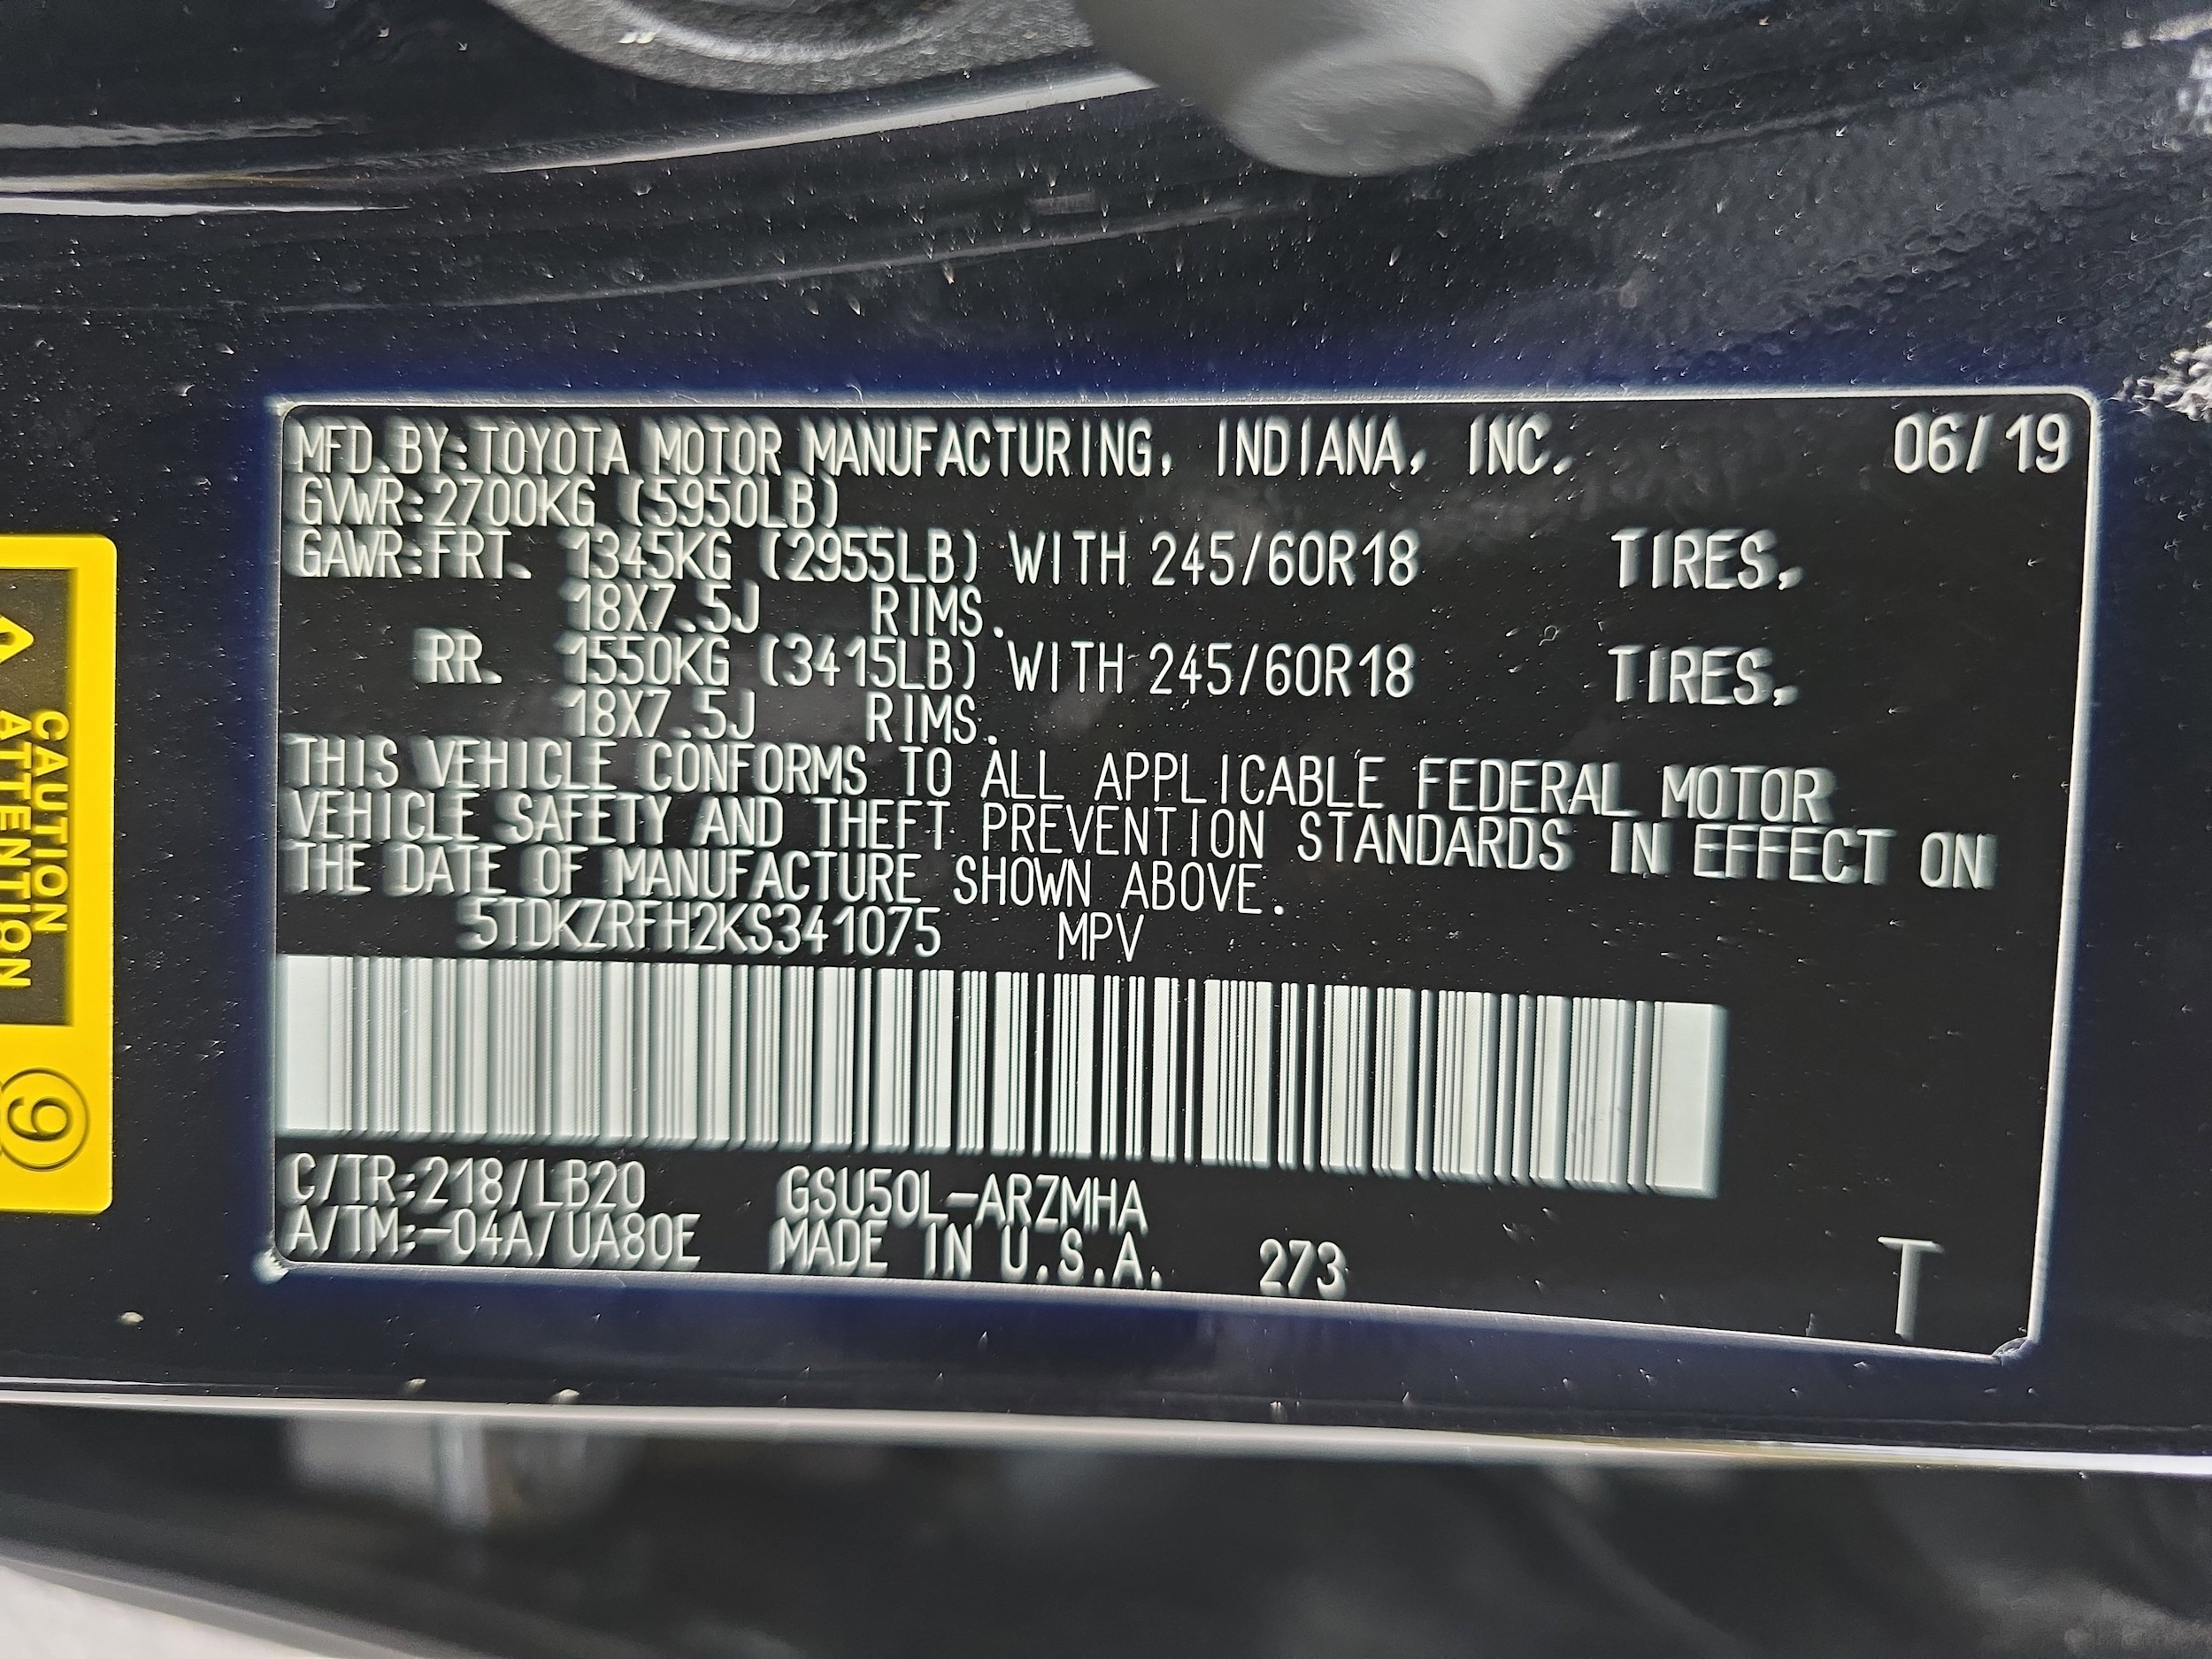 MFD.BY:TOYOTA MOTOR MANUFACTURING, INDIANA, INC. 06/19
GVWR:2700KG (5950LB)
GAWR:FRT. 1345KG (2955LB) WITH 245/60R18 TIRES,
18X7.5J RIMS.
RR. 1550KG (3415LB) WITH 245/60R18 TIRES,
18X7.5J RIMS.
THIS VEHICLE CONFORMS TO ALL APPLICABLE FEDERAL MOTOR
VEHICLE SAFETY AND THEFT PREVENTION STANDARDS IN EFFECT ON
THE DATE OF MANUFACTURE SHOWN ABOVE.
5TDKZRFH2KS341075 MPV
C/TR:218/LB20 GSU50L-ARZMHA
A/TM:-04A/UA80E MADE IN U.S.A. 273 T
CAUTION
ATTENTION
9